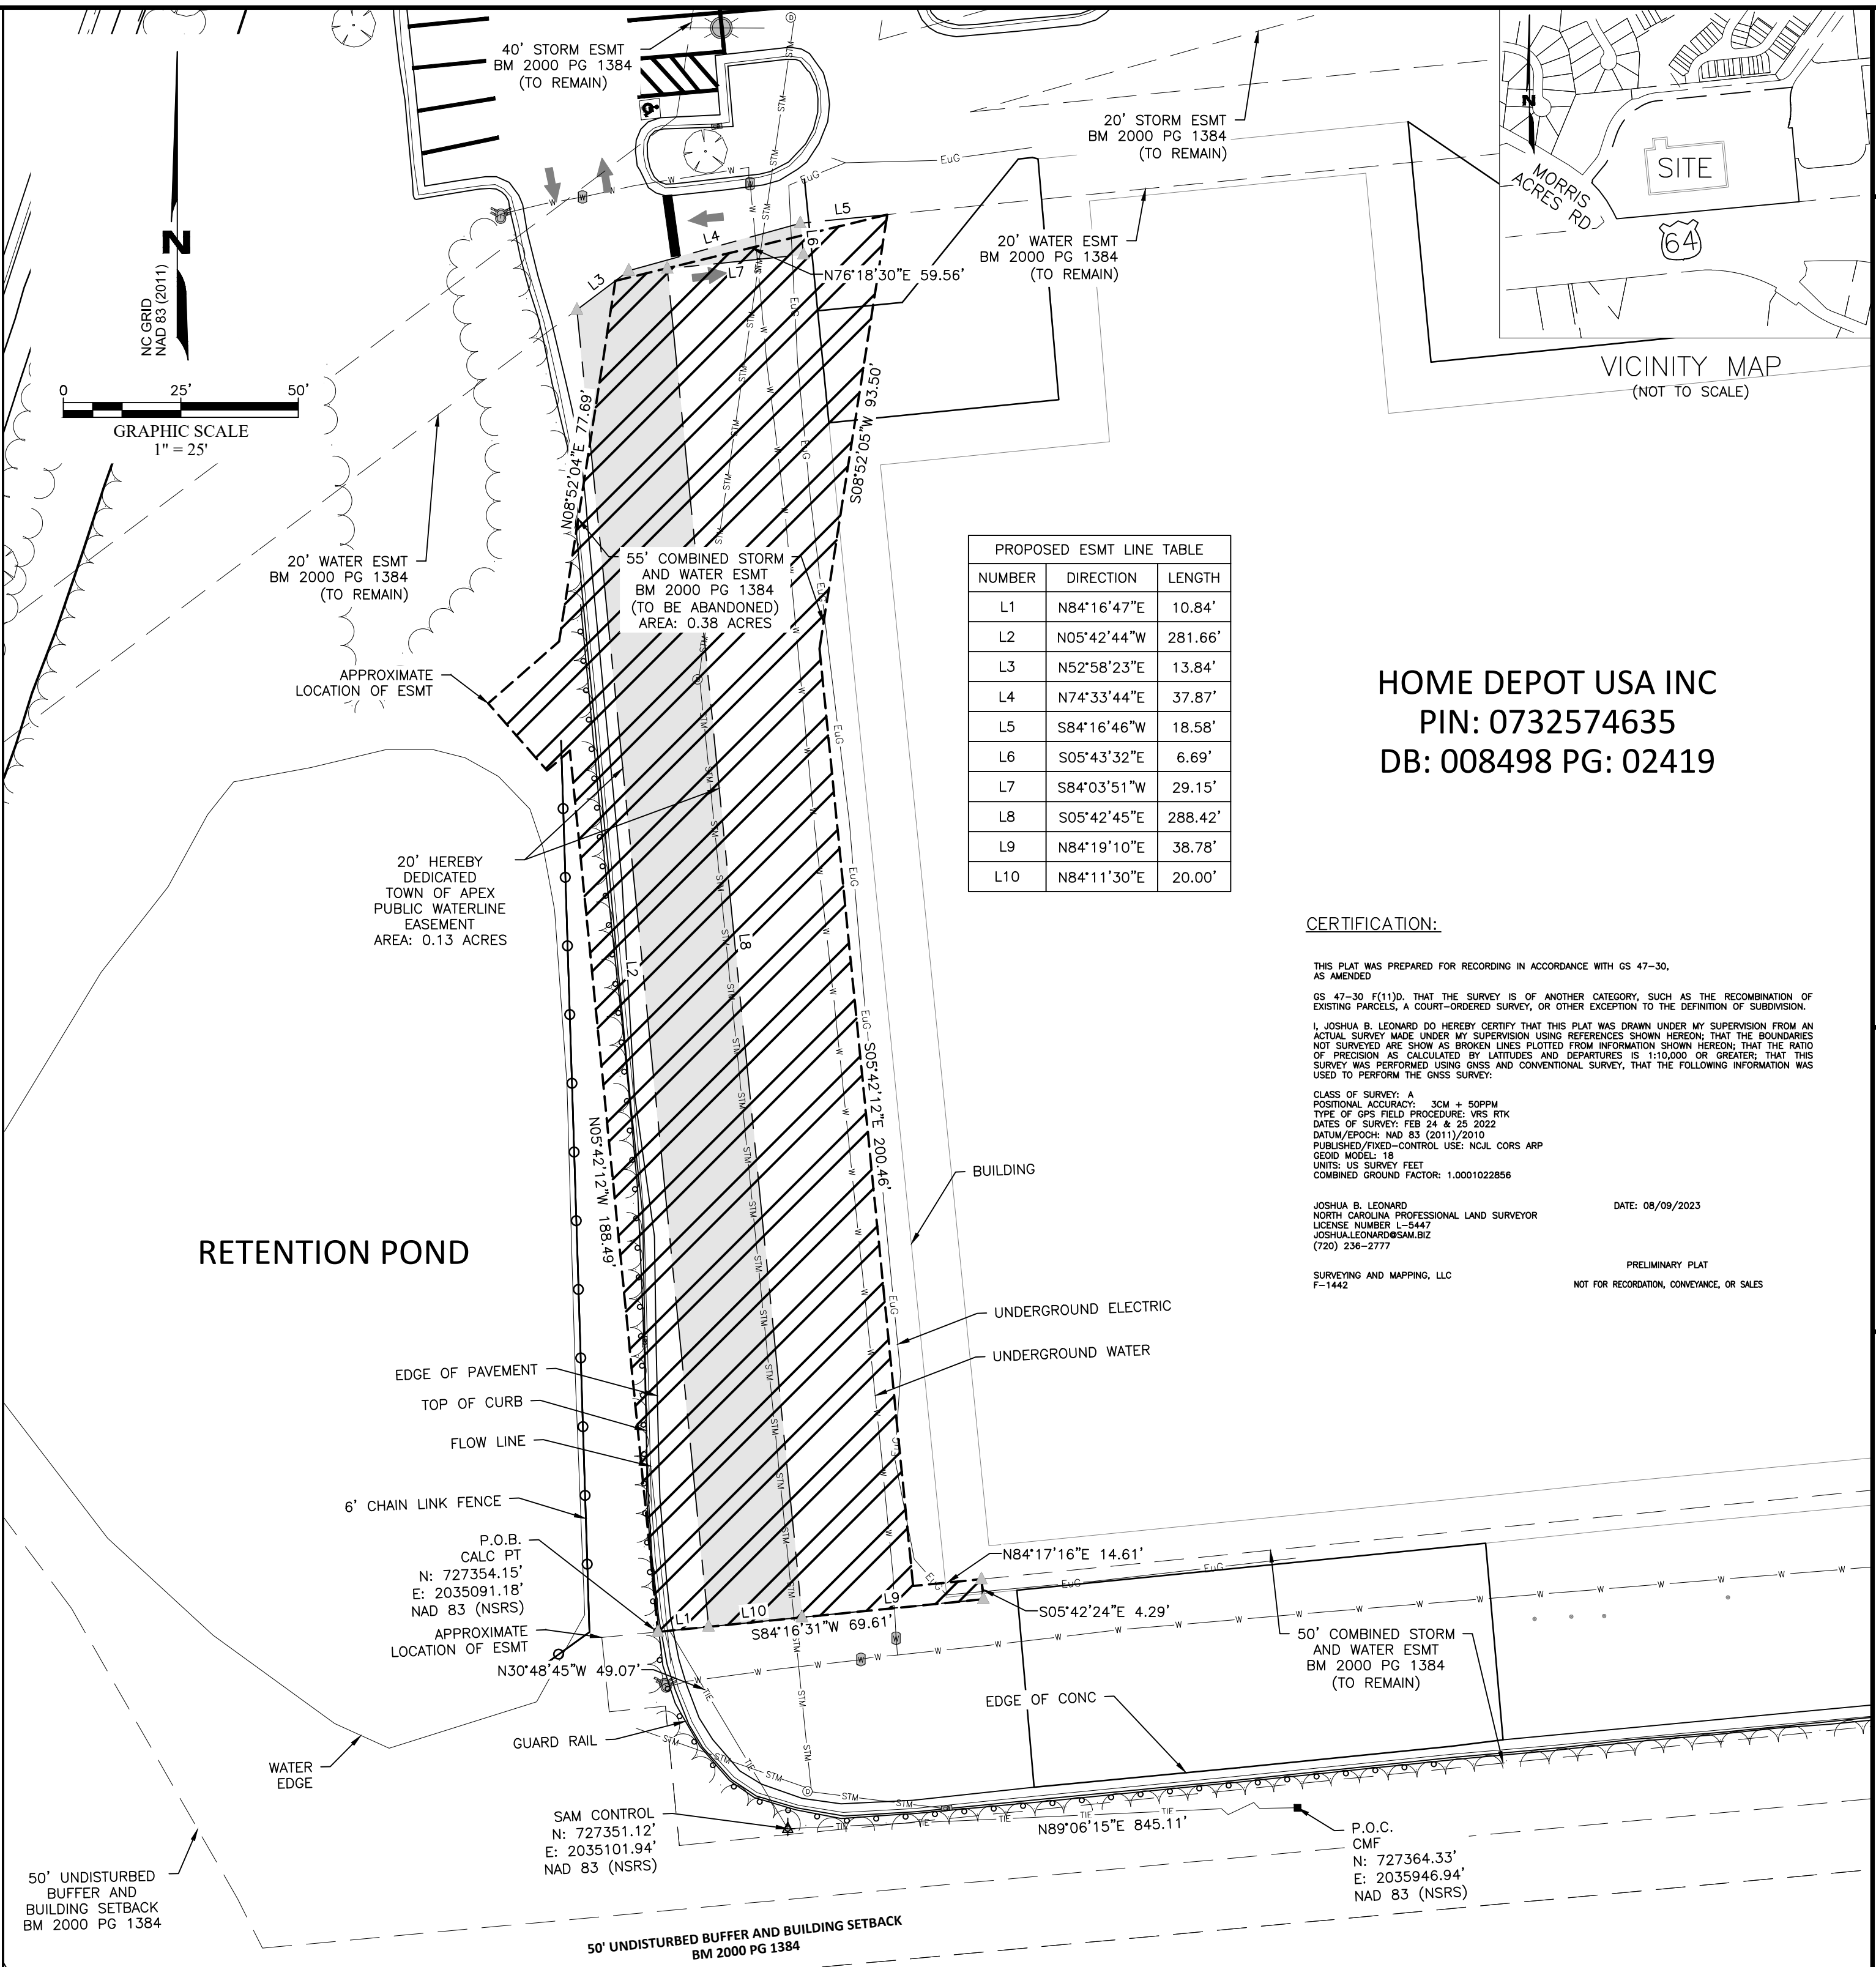 40' STORM ESMT
BM 2000 PG 1384
(TO REMAIN)
20' STORM ESMT
BM 2000 PG 1384
(TO REMAIN)
20' WATER ESMT
BM 2000 PG 1384
(TO REMAIN)
N
MORRIS
ACRES RD
SITE
64
VICINITY MAP
(NOT TO SCALE)
N
NC GRID
NAD 83 (2011)
0 25' 50'
GRAPHIC SCALE
1" = 25'
L3
L4
L5
L6
L7
N76°18'30"E 59.56'
N08°52'04"E 77.69'
S08°52'05"W 93.50'
20' WATER ESMT
BM 2000 PG 1384
(TO REMAIN)
55' COMBINED STORM
AND WATER ESMT
BM 2000 PG 1384
(TO BE ABANDONED)
AREA: 0.38 ACRES
APPROXIMATE
LOCATION OF ESMT
PROPOSED ESMT LINE TABLE
NUMBER DIRECTION LENGTH
L1 N84°16'47"E 10.84'
L2 N05°42'44"W 281.66'
L3 N52°58'23"E 13.84'
L4 N74°33'44"E 37.87'
L5 S84°16'46"W 18.58'
L6 S05°43'32"E 6.69'
L7 S84°03'51"W 29.15'
L8 S05°42'45"E 288.42'
L9 N84°19'10"E 38.78'
L10 N84°11'30"E 20.00'
HOME DEPOT USA INC
PIN: 0732574635
DB: 008498 PG: 02419
20' HEREBY
DEDICATED
TOWN OF APEX
PUBLIC WATERLINE
EASEMENT
AREA: 0.13 ACRES
L2
L8
CERTIFICATION:
THIS PLAT WAS PREPARED FOR RECORDING IN ACCORDANCE WITH GS 47-30,
AS AMENDED
GS 47-30 F(11)D. THAT THE SURVEY IS OF ANOTHER CATEGORY, SUCH AS THE RECOMBINATION OF
EXISTING PARCELS, A COURT-ORDERED SURVEY, OR OTHER EXCEPTION TO THE DEFINITION OF SUBDIVISION.
I, JOSHUA B. LEONARD DO HEREBY CERTIFY THAT THIS PLAT WAS DRAWN UNDER MY SUPERVISION FROM AN
ACTUAL SURVEY MADE UNDER MY SUPERVISION USING REFERENCES SHOWN HEREON; THAT THE BOUNDARIES
NOT SURVEYED ARE SHOW AS BROKEN LINES PLOTTED FROM INFORMATION SHOWN HEREON; THAT THE RATIO
OF PRECISION AS CALCULATED BY LATITUDES AND DEPARTURES IS 1:10,000 OR GREATER; THAT THIS
SURVEY WAS PERFORMED USING GNSS AND CONVENTIONAL SURVEY, THAT THE FOLLOWING INFORMATION WAS
USED TO PERFORM THE GNSS SURVEY:
CLASS OF SURVEY: A
POSITIONAL ACCURACY: 3CM + 50PPM
TYPE OF GPS FIELD PROCEDURE: VRS RTK
DATES OF SURVEY: FEB 24 & 25 2022
DATUM/EPOCH: NAD 83 (2011)/2010
PUBLISHED/FIXED-CONTROL USE: NCJL CORS ARP
GEOID MODEL: 18
UNITS: US SURVEY FEET
COMBINED GROUND FACTOR: 1.0001022856
JOSHUA B. LEONARD DATE: 08/09/2023
NORTH CAROLINA PROFESSIONAL LAND SURVEYOR
LICENSE NUMBER L-5447
JOSHUA.LEONARD@SAM.BIZ
(720) 236-2777
PRELIMINARY PLAT
SURVEYING AND MAPPING, LLC
F-1442
NOT FOR RECORDATION, CONVEYANCE, OR SALES
N05°42'12"W 188.49'
S05°42'12"E 200.46'
BUILDING
RETENTION POND
UNDERGROUND ELECTRIC
UNDERGROUND WATER
EDGE OF PAVEMENT
TOP OF CURB
FLOW LINE
6' CHAIN LINK FENCE
P.O.B.
CALC PT
N: 727354.15'
E: 2035091.18'
NAD 83 (NSRS)
APPROXIMATE
LOCATION OF ESMT
N84°17'16"E 14.61'
S05°42'24"E 4.29'
L1
L10
L9
S84°16'31"W 69.61'
N30°48'45"W 49.07'
50' COMBINED STORM
AND WATER ESMT
BM 2000 PG 1384
(TO REMAIN)
EDGE OF CONC
GUARD RAIL
WATER
EDGE
SAM CONTROL
N: 727351.12'
E: 2035101.94'
NAD 83 (NSRS)
N89°06'15"E 845.11'
P.O.C.
CMF
N: 727364.33'
E: 2035946.94'
NAD 83 (NSRS)
50' UNDISTURBED
BUFFER AND
BUILDING SETBACK
BM 2000 PG 1384
50' UNDISTURBED BUFFER AND BUILDING SETBACK
BM 2000 PG 1384